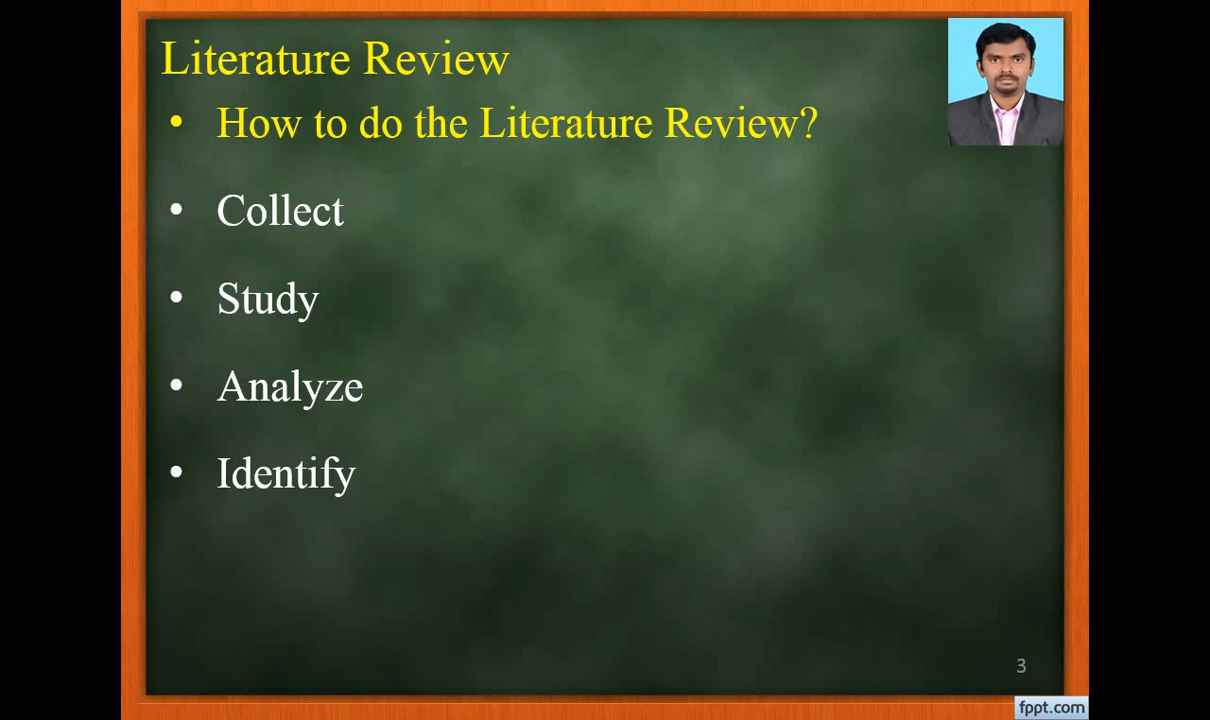 Literature Review
• How to do the Literature Review?
• Collect
• Study
• Analyze
• Identify
3
fppt.com